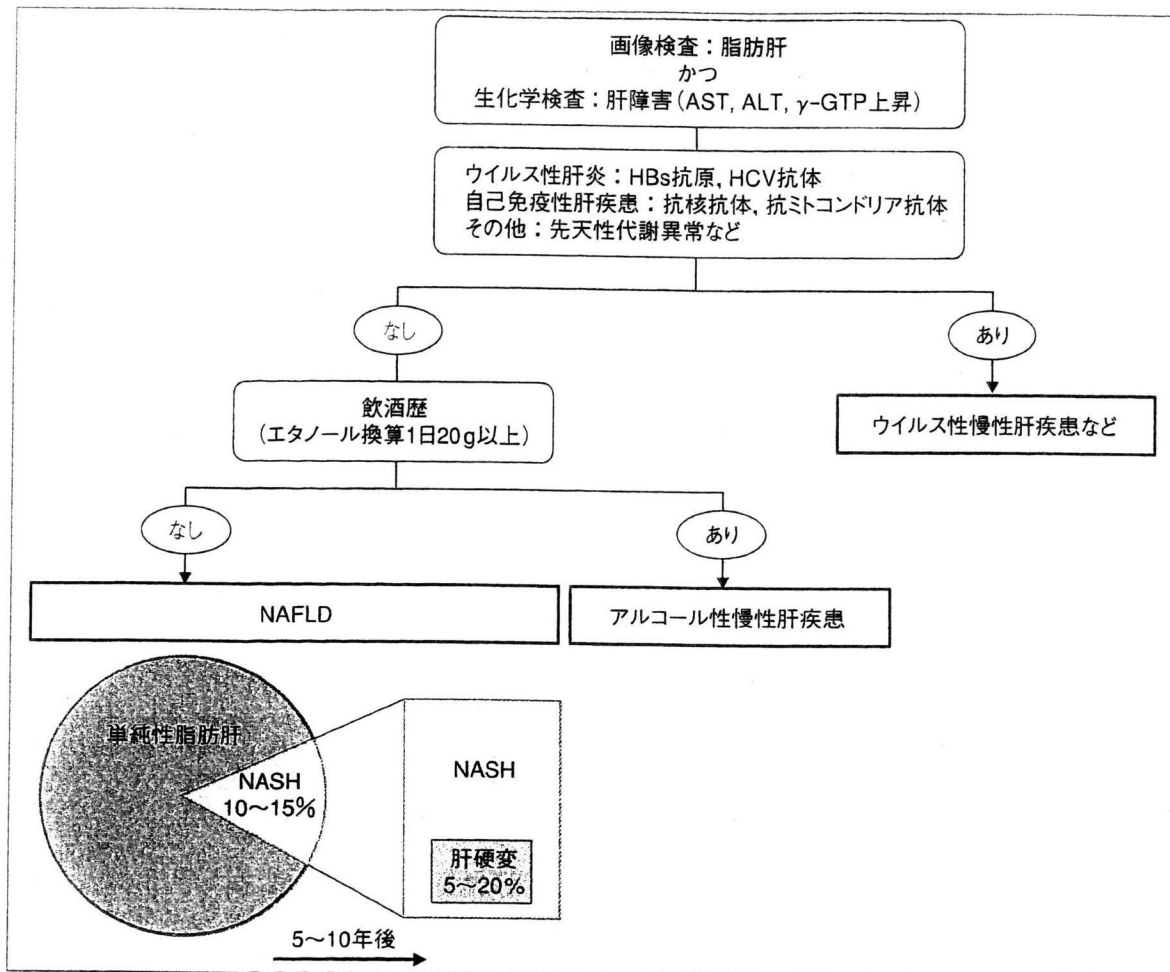 画像検査：脂肪肝
かつ
生化学検査：肝障害（AST, ALT, γ-GTP上昇）
ウイルス性肝炎：HBs抗原, HCV抗体
自己免疫性肝疾患：抗核抗体, 抗ミトコンドリア抗体
その他：先天性代謝異常など
なし
あり
飲酒歴
（エタノール換算1日20g以上）
ウイルス性慢性肝疾患など
なし
あり
NAFLD
アルコール性慢性肝疾患
単純性脂肪肝
NASH
10〜15%
NASH
肝硬変
5〜20%
5〜10年後